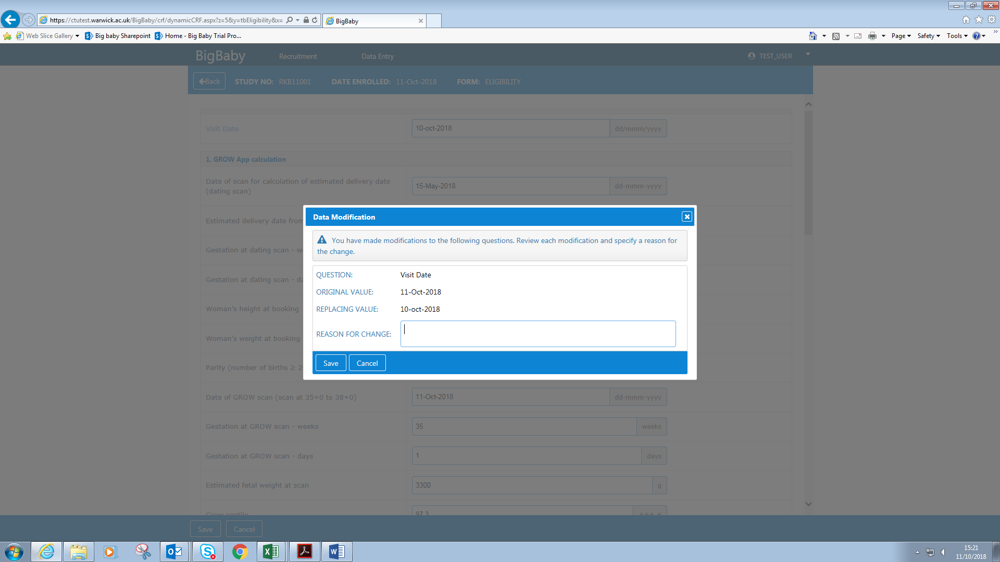 https://ctutest.warwick.ac.uk/BigBaby/crf/dynamicCRF.aspx?z=5&y=tbEligibility&x=
BigBaby
Web Slice Gallery
Big baby Sharepoint
Home - Big Baby Trial Pro...
Page
Safety
Tools
BigBaby
Recruitment
Data Entry
TEST_USER
Back
STUDY NO: RKB11001
DATE ENROLLED: 11-Oct-2018
FORM: ELIGIBILITY
Visit Date
10-oct-2018
dd/mmm/yyyy
1. GROW App calculation
Date of scan for calculation of estimated delivery date
(dating scan)
15-May-2018
dd-mmm-yyyy
Estimated delivery date from
Gestation at dating scan - w
Gestation at dating scan - da
Woman's height at booking
Woman's weight at booking
Parity (number of births ≥ 2
Data Modification
You have made modifications to the following questions. Review each modification and specify a reason for
the change.
QUESTION: Visit Date
ORIGINAL VALUE: 11-Oct-2018
REPLACING VALUE: 10-oct-2018
REASON FOR CHANGE:
Save
Cancel
Date of GROW scan (scan at 35+0 to 38+0)
11-Oct-2018
dd-mmm-yyyy
Gestation at GROW scan - weeks
35
weeks
Gestation at GROW scan - days
1
days
Estimated fetal weight at scan
3300
g
Grow centile
97.3
Save
Cancel
15:21
11/10/2018